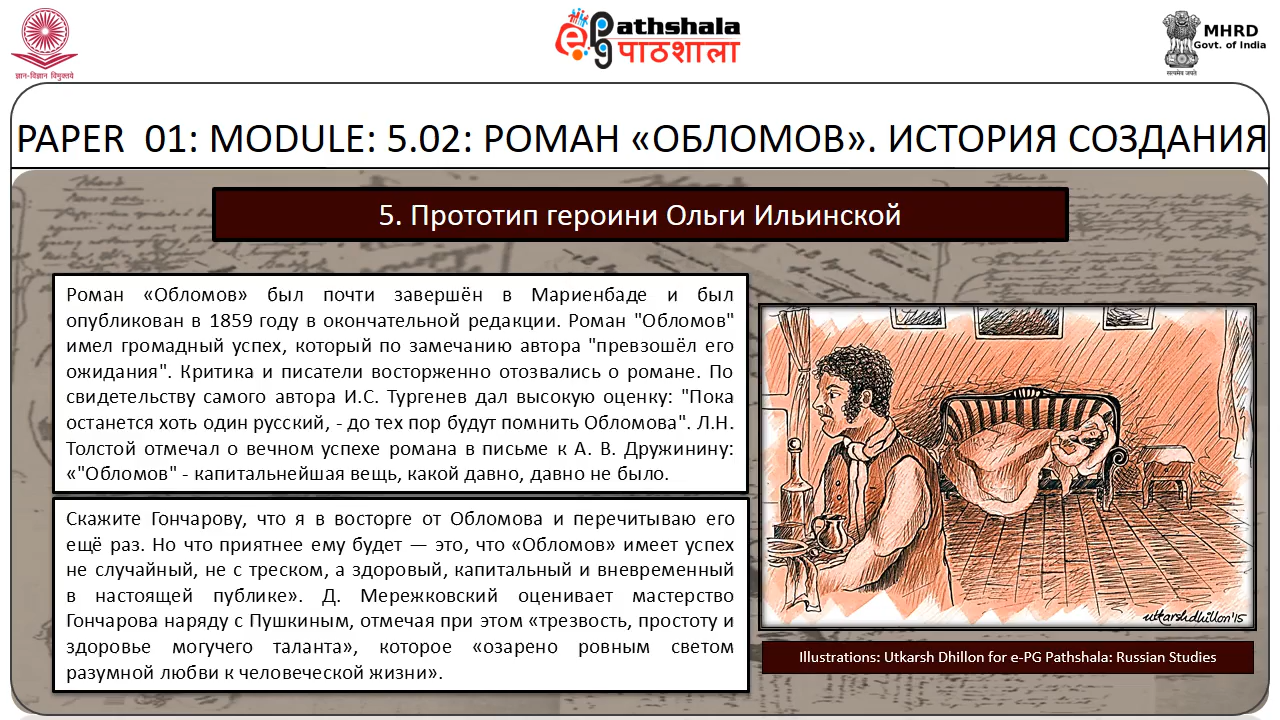 ज्ञान-विज्ञान विमुक्तये
ePg Pathshala
पाठशाला
MHRD
Govt. of India
सत्यमेव जयते
PAPER 01: MODULE: 5.02: РОМАН «ОБЛОМОВ». ИСТОРИЯ СОЗДАНИЯ
5. Прототип героини Ольги Ильинской
Роман «Обломов» был почти завершён в Мариенбаде и был
опубликован в 1859 году в окончательной редакции. Роман "Обломов"
имел громадный успех, который по замечанию автора "превзошёл его
ожидания". Критика и писатели восторженно отозвались о романе. По
свидетельству самого автора И.С. Тургенев дал высокую оценку: "Пока
останется хоть один русский, - до тех пор будут помнить Обломова". Л.Н.
Толстой отмечал о вечном успехе романа в письме к А. В. Дружинину:
«"Обломов" - капитальнейшая вещь, какой давно, давно не было.
Скажите Гончарову, что я в восторге от Обломова и перечитываю его
ещё раз. Но что приятнее ему будет — это, что «Обломов» имеет успех
не случайный, не с треском, а здоровый, капитальный и вневременный
в настоящей публике». Д. Мережковский оценивает мастерство
Гончарова наряду с Пушкиным, отмечая при этом «трезвость, простоту и
здоровье могучего таланта», которое «озарено ровным светом
разумной любви к человеческой жизни».
utkarshdhillon'15
Illustrations: Utkarsh Dhillon for e-PG Pathshala: Russian Studies